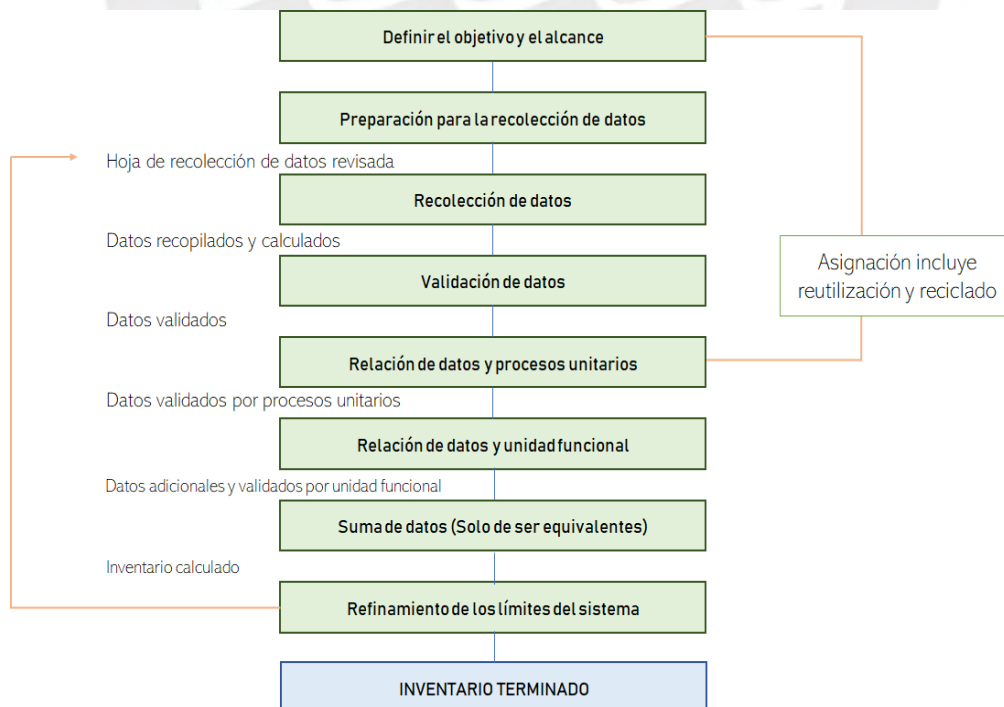 Definir el objetivo y el alcance
Preparación para la recolección de datos
Hoja de recolección de datos revisada
Recolección de datos
Datos recopilados y calculados
Asignación incluye
reutilización y reciclado
Validación de datos
Datos validados
Relación de datos y procesos unitarios
Datos validados por procesos unitarios
Relación de datos y unidad funcional
Datos adicionales y validados por unidad funcional
Suma de datos (Solo de ser equivalentes)
Inventario calculado
Refinamiento de los límites del sistema
INVENTARIO TERMINADO